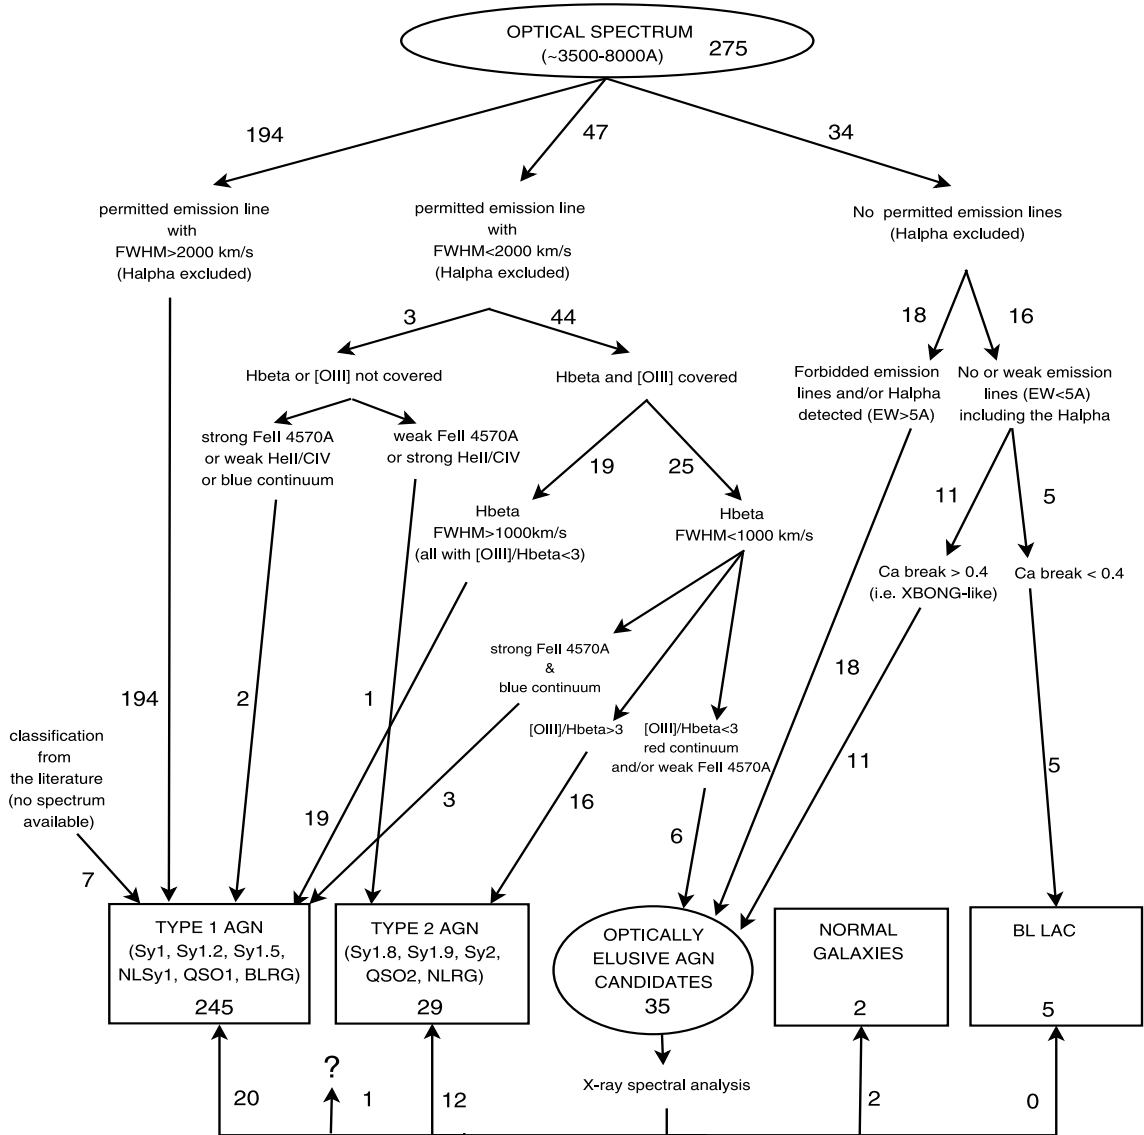 OPTICAL SPECTRUM
(~3500-8000A)
275
194
47
34
permitted emission line
with
FWHM>2000 km/s
(Halpha excluded)
permitted emission line
with
FWHM<2000 km/s
(Halpha excluded)
No permitted emission lines
(Halpha excluded)
3
44
18
16
Hbeta or [OIII] not covered
Hbeta and [OIII] covered
Forbidded emission
lines and/or Halpha
detected (EW>5A)
No or weak emission
lines (EW<5A)
including the Halpha
strong FeII 4570A
or weak HeII/CIV
or blue continuum
weak FeII 4570A
or strong HeII/CIV
19
25
11
5
Hbeta
FWHM>1000km/s
(all with [OIII]/Hbeta<3)
Hbeta
FWHM<1000 km/s
Ca break > 0.4
(i.e. XBONG-like)
Ca break < 0.4
strong FeII 4570A
&
blue continuum
[OIII]/Hbeta>3
[OIII]/Hbeta<3
red continuum
and/or weak FeII 4570A
classification
from
the literature
(no spectrum
available)
194
2
1
18
11
5
7
19
3
16
6
TYPE 1 AGN
(Sy1, Sy1.2, Sy1.5,
NLSy1, QSO1, BLRG)
245
TYPE 2 AGN
(Sy1.8, Sy1.9, Sy2,
QSO2, NLRG)
29
OPTICALLY
ELUSIVE AGN
CANDIDATES
35
NORMAL
GALAXIES
2
BL LAC
5
X-ray spectral analysis
20
?
1
12
2
0